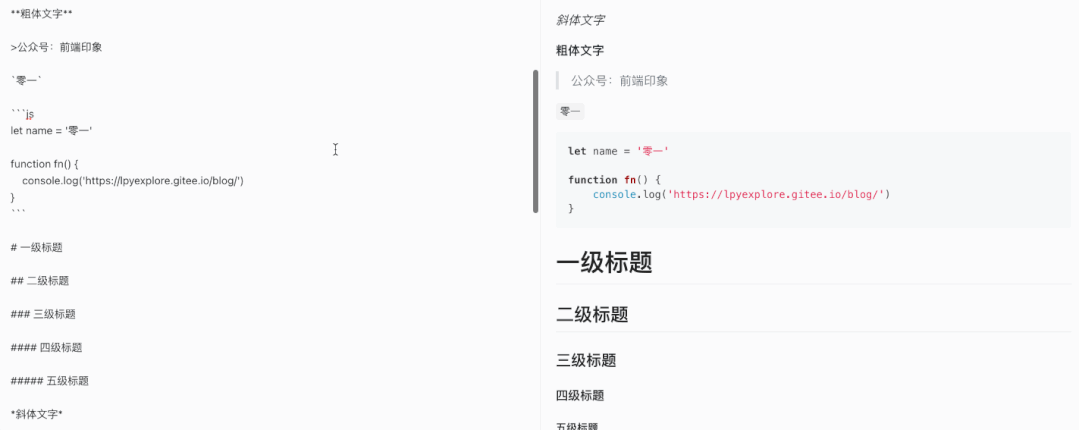 **粗体文字**
>公众号：前端印象
`零一`
```js
let name = '零一'
function fn() {
    console.log('https://lpyexplore.gitee.io/blog/')
}
```
# 一级标题
## 二级标题
### 三级标题
#### 四级标题
##### 五级标题
*斜体文字*
斜体文字
粗体文字
公众号：前端印象
零一
let name = '零一'
function fn() {
    console.log('https://lpyexplore.gitee.io/blog/')
}
一级标题
二级标题
三级标题
四级标题
五级标题